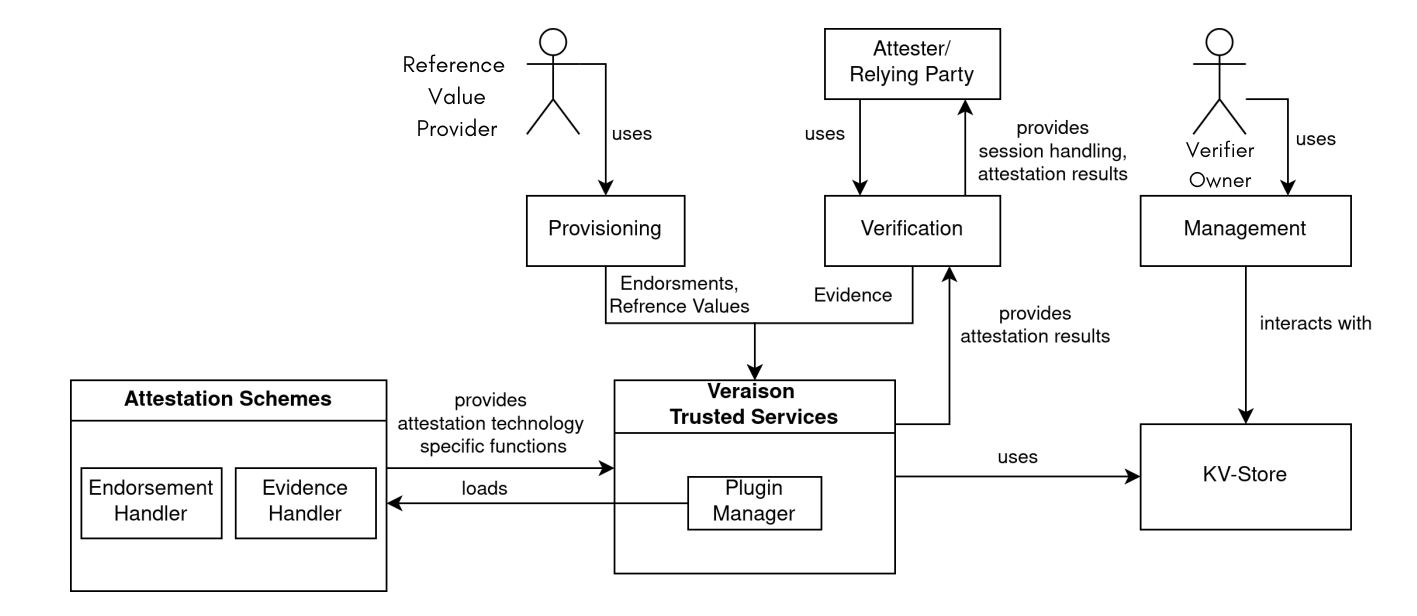 Reference
Value
Provider
uses
Attester/
Relying Party
uses
provides
session handling,
attestation results
Verifier
Owner
uses
Provisioning
Verification
Management
Endorsments,
Refrence Values
Evidence
provides
attestation results
interacts with
Attestation Schemes
provides
attestation technology
specific functions
Veraison
Trusted Services
uses
KV-Store
Endorsement
Handler
Evidence
Handler
loads
Plugin
Manager